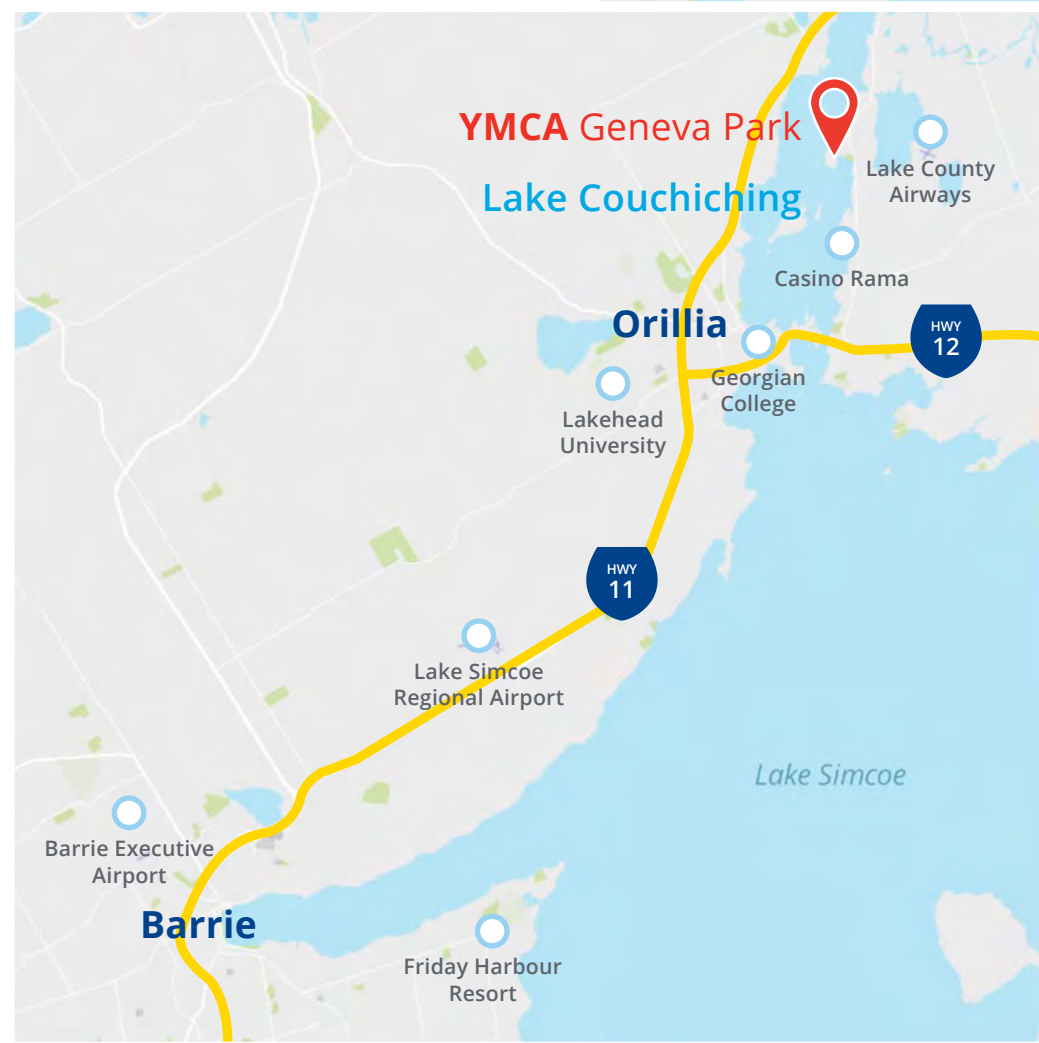 YMCA Geneva Park
Lake County
Airways
Lake Couchiching
Casino Rama
Orillia
HWY
12
Georgian
College
Lakehead
University
HWY
11
Lake Simcoe
Regional Airport
Lake Simcoe
Barrie Executive
Airport
Barrie
Friday Harbour
Resort